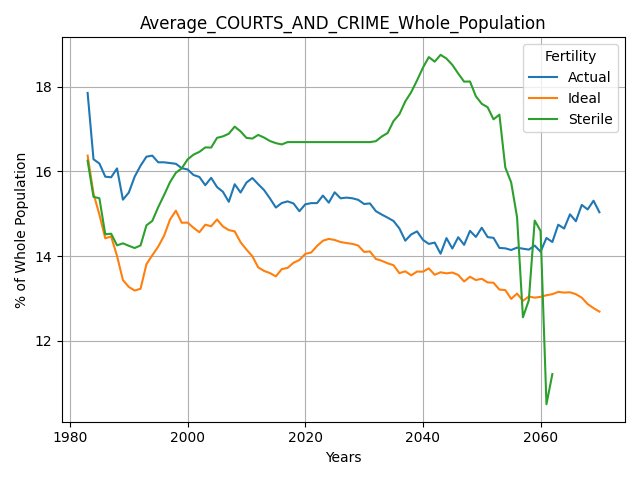 Average_COURTS_AND_CRIME_Whole_Population
Fertility
Actual
Ideal
Sterile
% of Whole Population
18
16
14
12
1980
2000
2020
2040
2060
Years